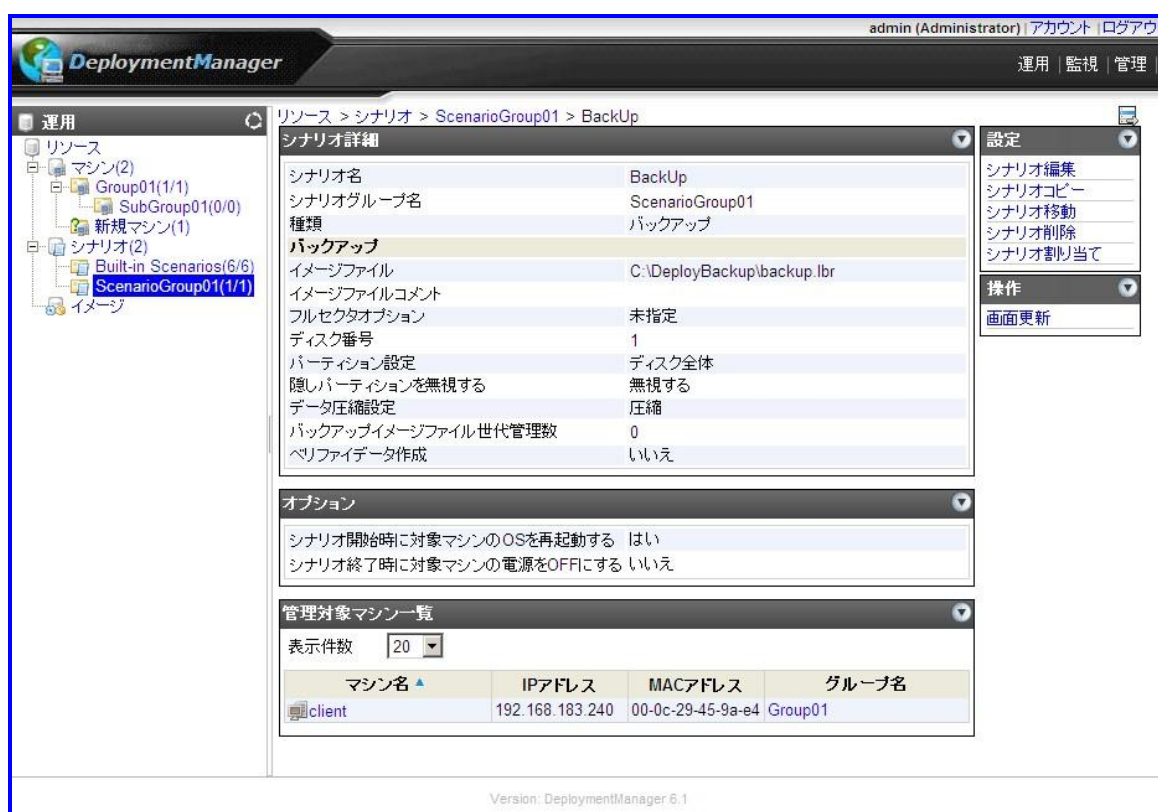 admin (Administrator) | アカウント | ログアウ
DeploymentManager
運用 | 監視 | 管理 |
運用
リソース
マシン(2)
Group01(1/1)
SubGroup01(0/0)
新規マシン(1)
シナリオ(2)
Built-in Scenarios(6/6)
ScenarioGroup01(1/1)
イメージ
リソース > シナリオ > ScenarioGroup01 > BackUp
シナリオ詳細
シナリオ名 BackUp
シナリオグループ名 ScenarioGroup01
種類 バックアップ
バックアップ
イメージファイル C:\DeployBackup\backup.lbr
イメージファイルコメント
フルセクタオプション 未指定
ディスク番号 1
パーティション設定 ディスク全体
隠しパーティションを無視する 無視する
データ圧縮設定 圧縮
バックアップイメージファイル世代管理数 0
ベリファイデータ作成 いいえ
オプション
シナリオ開始時に対象マシンのOSを再起動する はい
シナリオ終了時に対象マシンの電源をOFFにする いいえ
管理対象マシン一覧
表示件数 20
マシン名 IPアドレス MACアドレス グループ名
client 192.168.183.240 00-0c-29-45-9a-e4 Group01
設定
シナリオ編集
シナリオコピー
シナリオ移動
シナリオ削除
シナリオ割り当て
操作
画面更新
Version: DeploymentManager 6.1